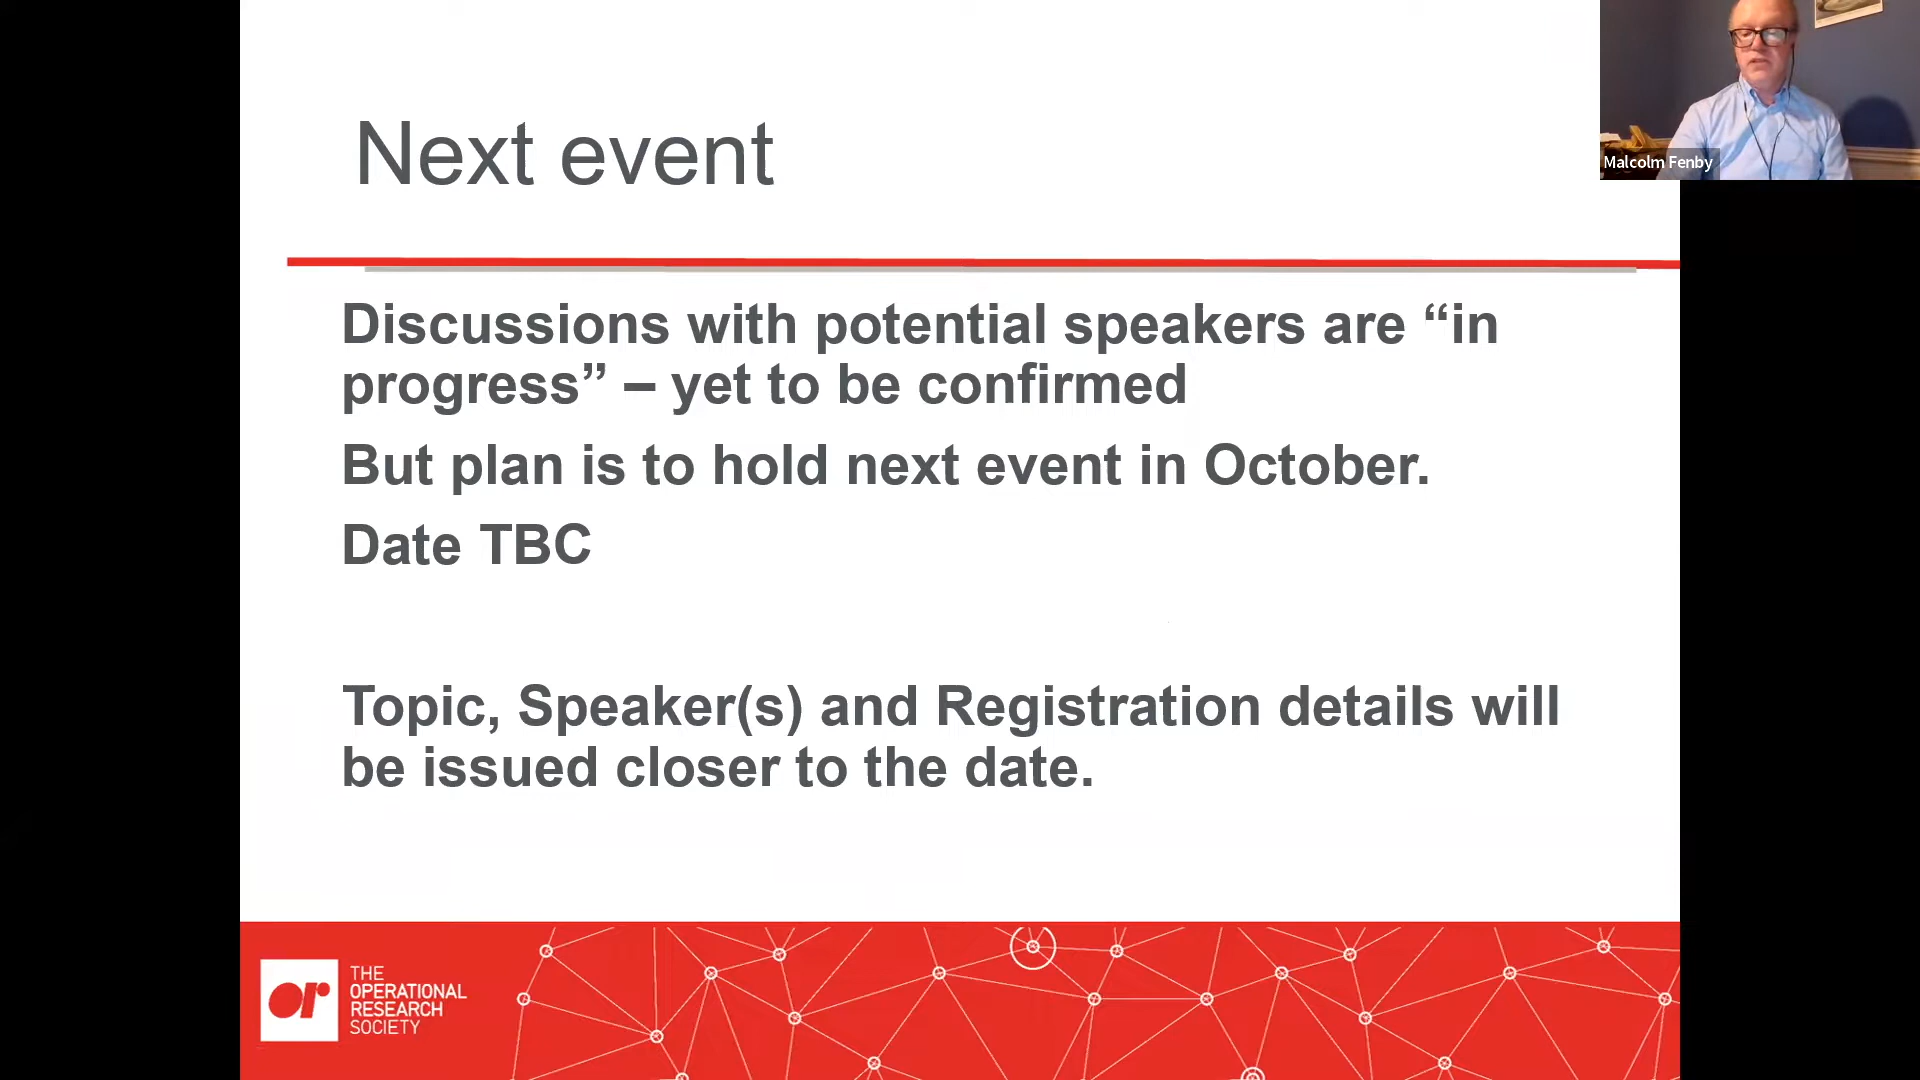 Next event
Malcolm Fenby
Discussions with potential speakers are “in
progress” – yet to be confirmed
But plan is to hold next event in October.
Date TBC
Topic, Speaker(s) and Registration details will
be issued closer to the date.
or
THE
OPERATIONAL
RESEARCH
SOCIETY